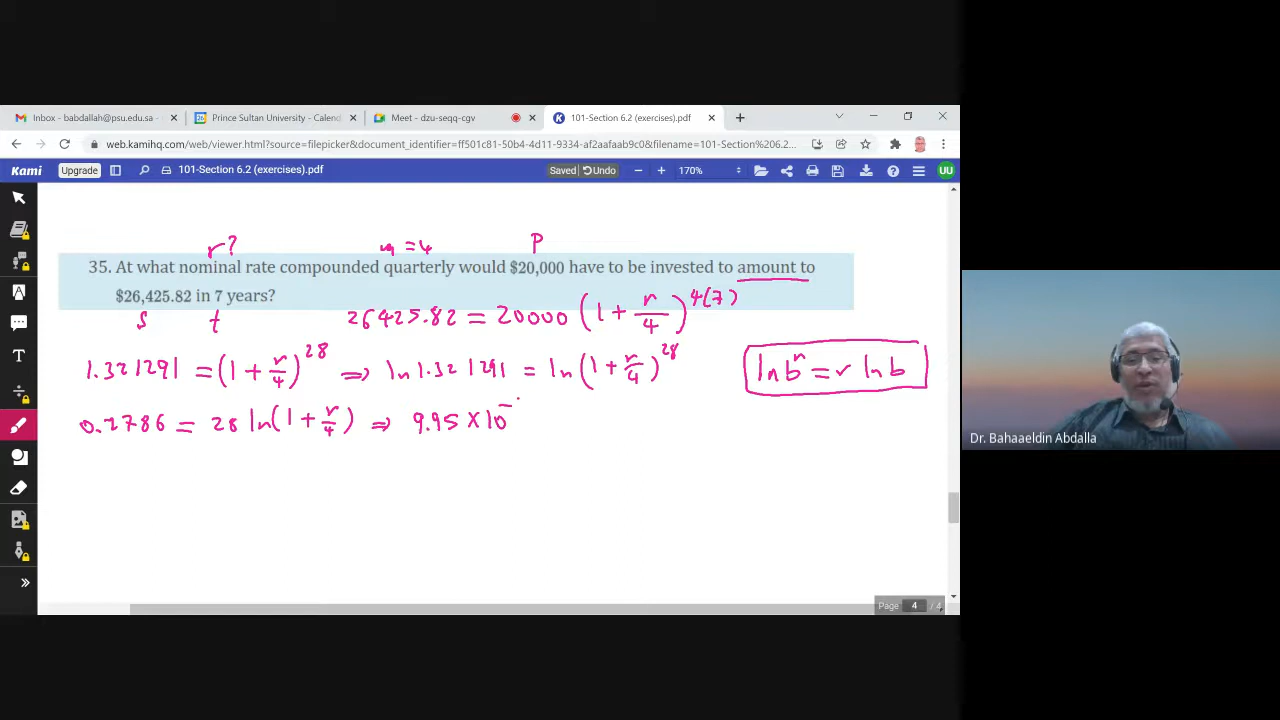 Inbox - babdallah@psu.edu.sa -
Prince Sultan University - Calend
Meet - dzu-seqq-cgv
101-Section 6.2 (exercises).pdf
web.kamihq.com/web/viewer.html?source=filepicker&document_identifier=ff501c81-50b4-4d11-9334-af2aafaab9c0&filename=101-Section%206.2...
Kami Upgrade 101-Section 6.2 (exercises).pdf Saved Undo 170% UU
r? m = 4 P
35. At what nominal rate compounded quarterly would $20,000 have to be invested to amount to
$26,425.82 in 7 years?
S t 26425.82 = 20000 (1 + r/4)^4(7)
1.321291 = (1 + r/4)^28 ⇒ ln 1.321291 = ln (1 + r/4)^28
ln b^r = r ln b
0.2786 = 28 ln(1 + r/4) ⇒ 9.95 × 10^-
Dr. Bahaaeldin Abdalla
Page 4 / 4